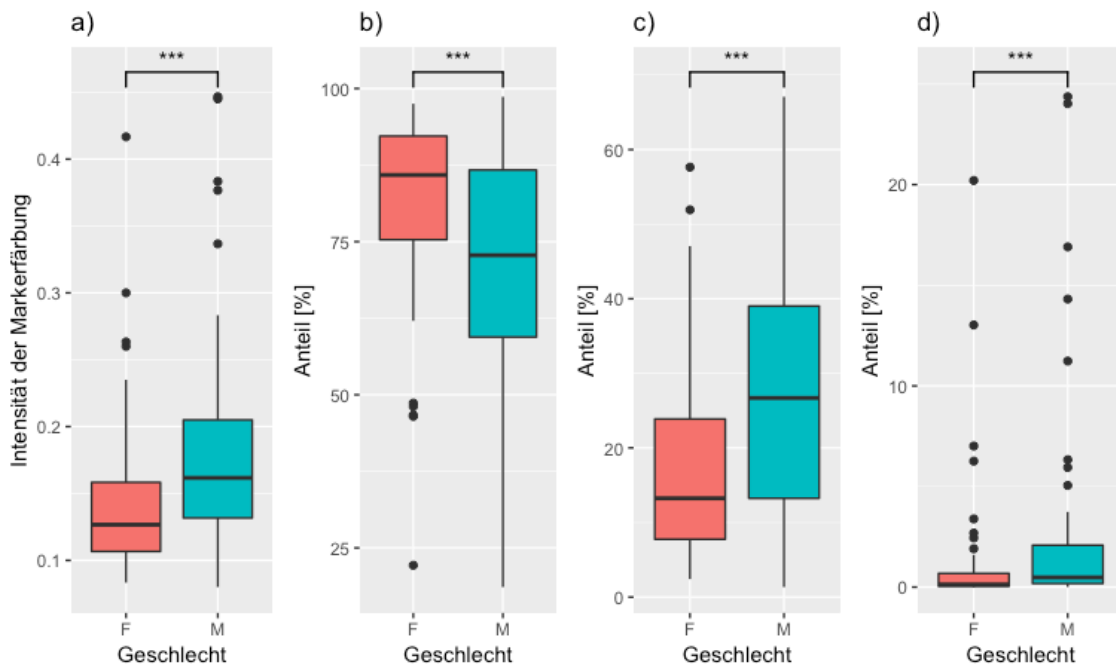 a)
***
Intensität der Markerfärbung
0.4
0.3
0.2
0.1
F M
Geschlecht
b)
***
Anteil [%]
100
75
50
25
F M
Geschlecht
c)
***
Anteil [%]
60
40
20
0
F M
Geschlecht
d)
***
Anteil [%]
20
10
0
F M
Geschlecht